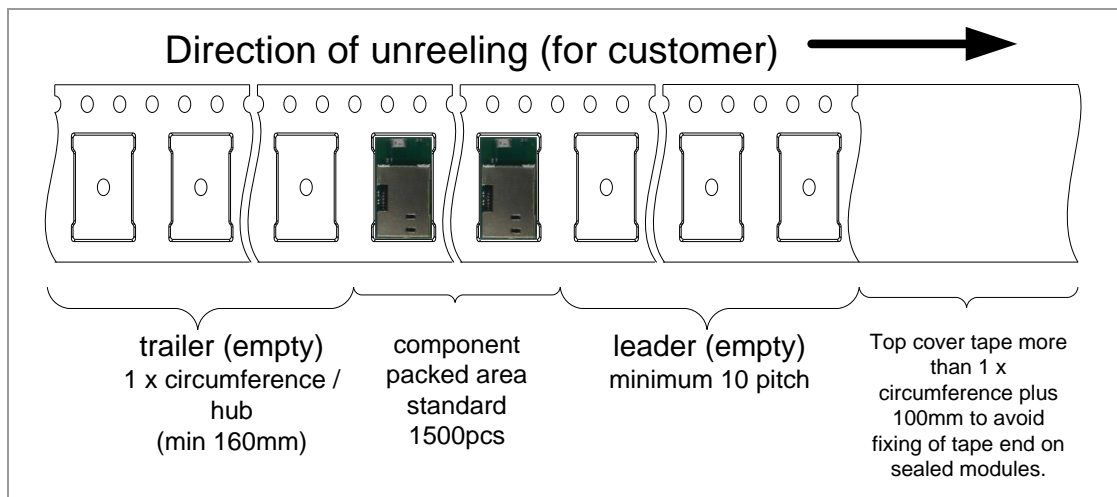 Direction of unreeling (for customer)
trailer (empty)
1 x circumference /
hub
(min 160mm)
component
packed area
standard
1500pcs
leader (empty)
minimum 10 pitch
Top cover tape more
than 1 x
circumference plus
100mm to avoid
fixing of tape end on
sealed modules.